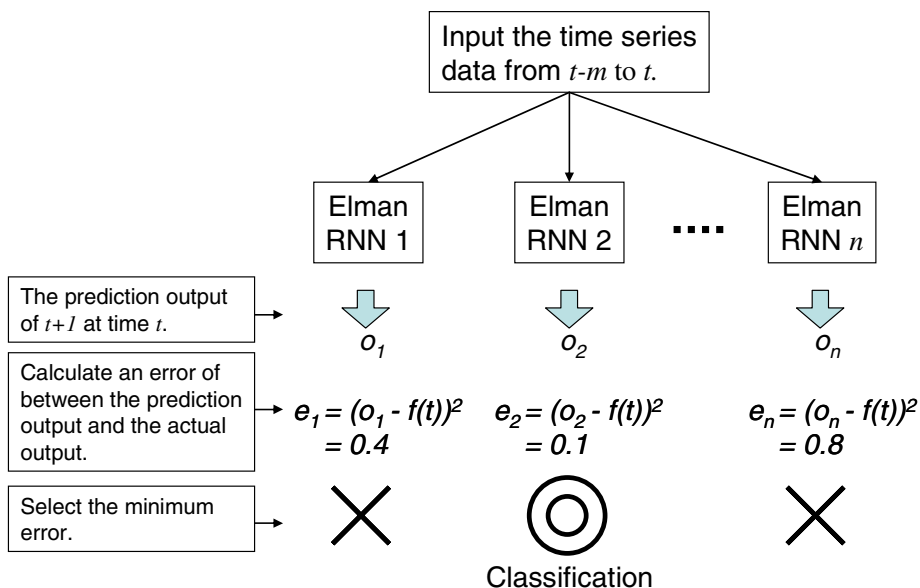 Input the time series
data from t-m to t.
Elman
RNN 1
Elman
RNN 2
....
Elman
RNN n
The prediction output
of t+1 at time t.
o1
o2
on
Calculate an error of
between the prediction
output and the actual
output.
e1 = (o1 - f(t))2
= 0.4
e2 = (o2 - f(t))2
= 0.1
en = (on - f(t))2
= 0.8
Select the minimum
error.
Classification